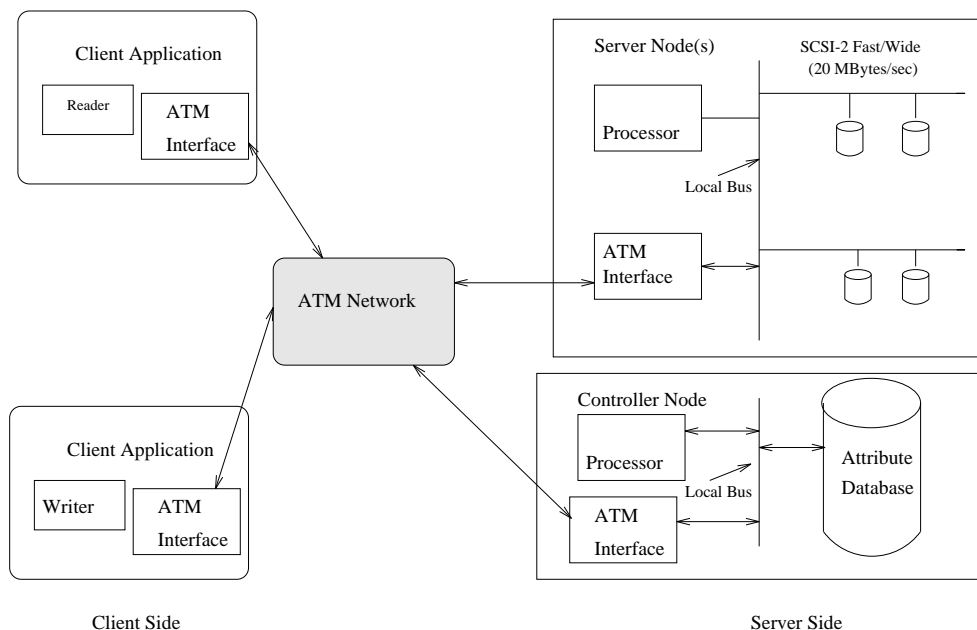 Client Application
Reader
ATM
Interface
Server Node(s)
SCSI-2 Fast/Wide
(20 MBytes/sec)
Processor
Local Bus
ATM
Interface
ATM Network
Client Application
Writer
ATM
Interface
Controller Node
Processor
Local Bus
ATM
Interface
Attribute
Database
Client Side
Server Side